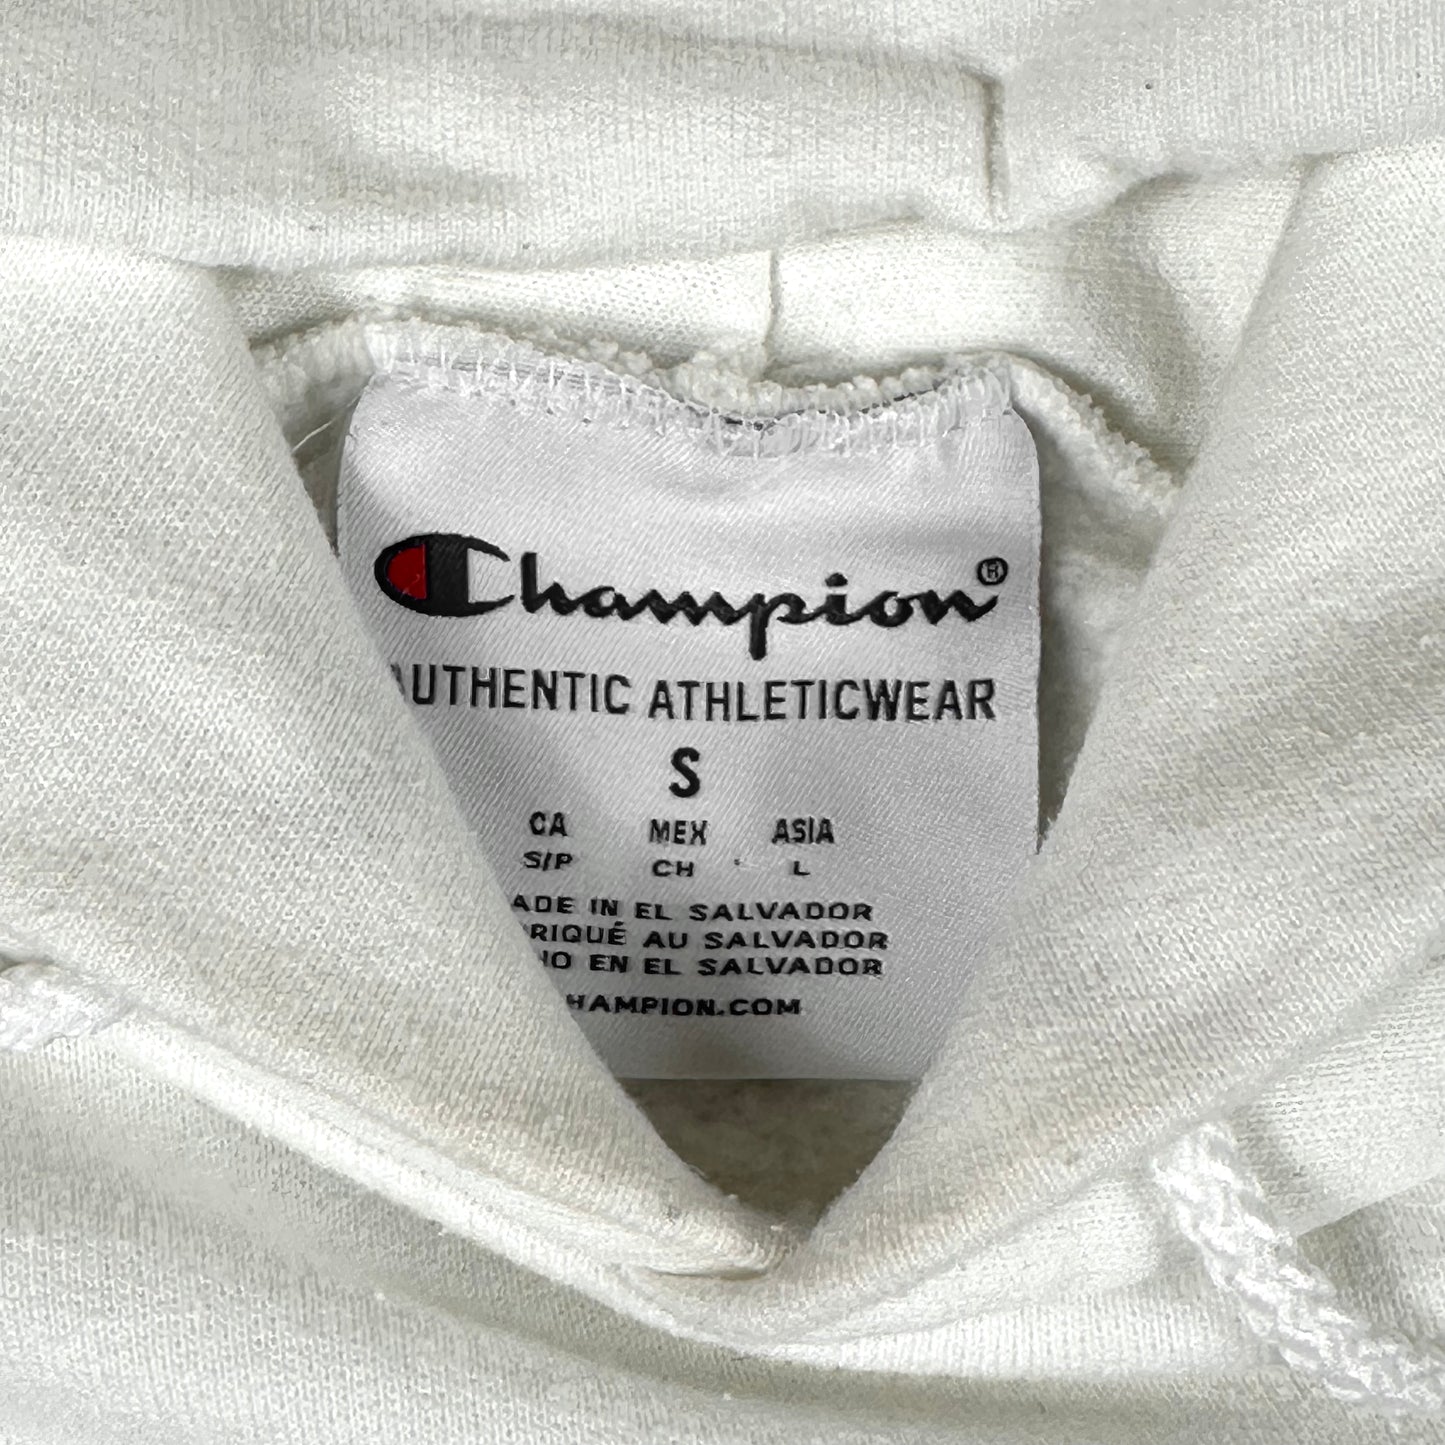 Champion®
AUTHENTIC ATHLETICWEAR
S
CA MEX ASIA
S/P CH L
ADE IN EL SALVADOR
RIQUÉ AU SALVADOR
HO EN EL SALVADOR
HAMPION.COM